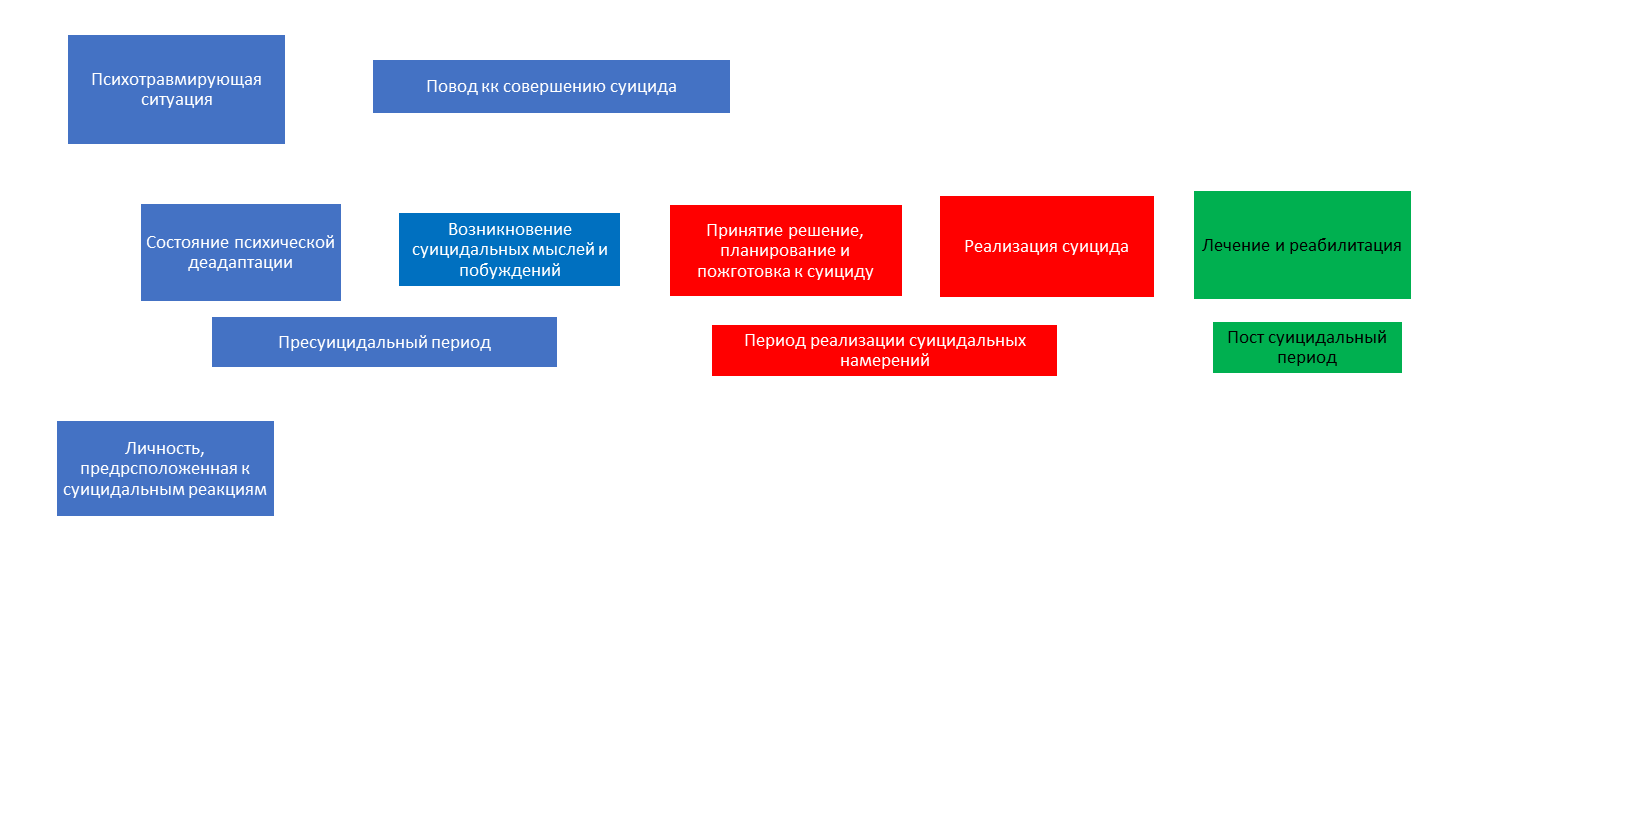 Психотравмирующая
ситуация
Повод кк совершению суицида
Состояние психической
деадаптации
Возникновение
суицидальных мыслей и
побуждений
Принятие решение,
планирование и
пожготовка к суициду
Реализация суицида
Лечение и реабилитация
Пресуицидальный период
Период реализации суицидальных
намерений
Пост суицидальный
период
Личность,
предрсположенная к
суицидальным реакциям